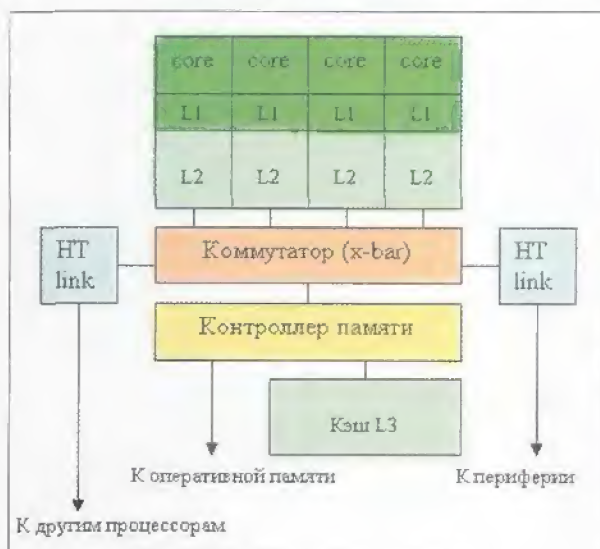 core core core core
L1 L1 L1 L1
L2 L2 L2 L2
HT link
Коммутатор (x-bar)
HT link
Контроллер памяти
Кэш L3
К оперативной памяти
К периферии
К другим процессорам